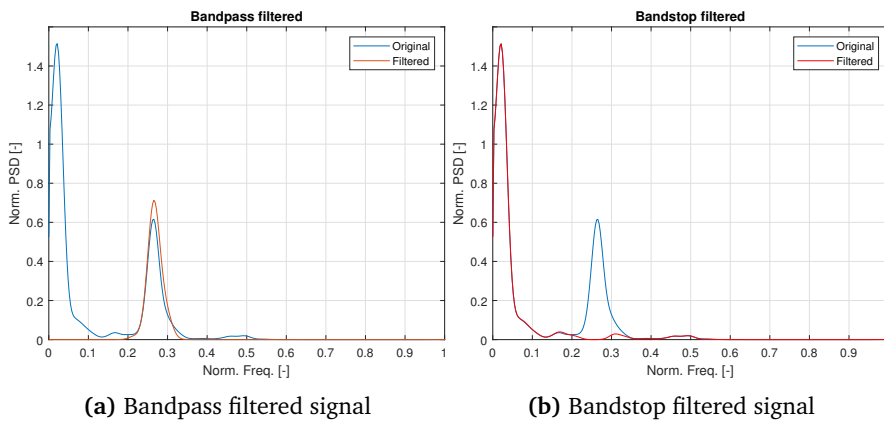 Bandpass filtered
Original
Filtered
Norm. PSD [-]
1.4
1.2
1
0.8
0.6
0.4
0.2
0
0 0.1 0.2 0.3 0.4 0.5 0.6 0.7 0.8 0.9 1
Norm. Freq. [-]
(a) Bandpass filtered signal
Bandstop filtered
Original
Filtered
Norm. PSD [-]
1.4
1.2
1
0.8
0.6
0.4
0.2
0
0 0.1 0.2 0.3 0.4 0.5 0.6 0.7 0.8 0.9
Norm. Freq. [-]
(b) Bandstop filtered signal